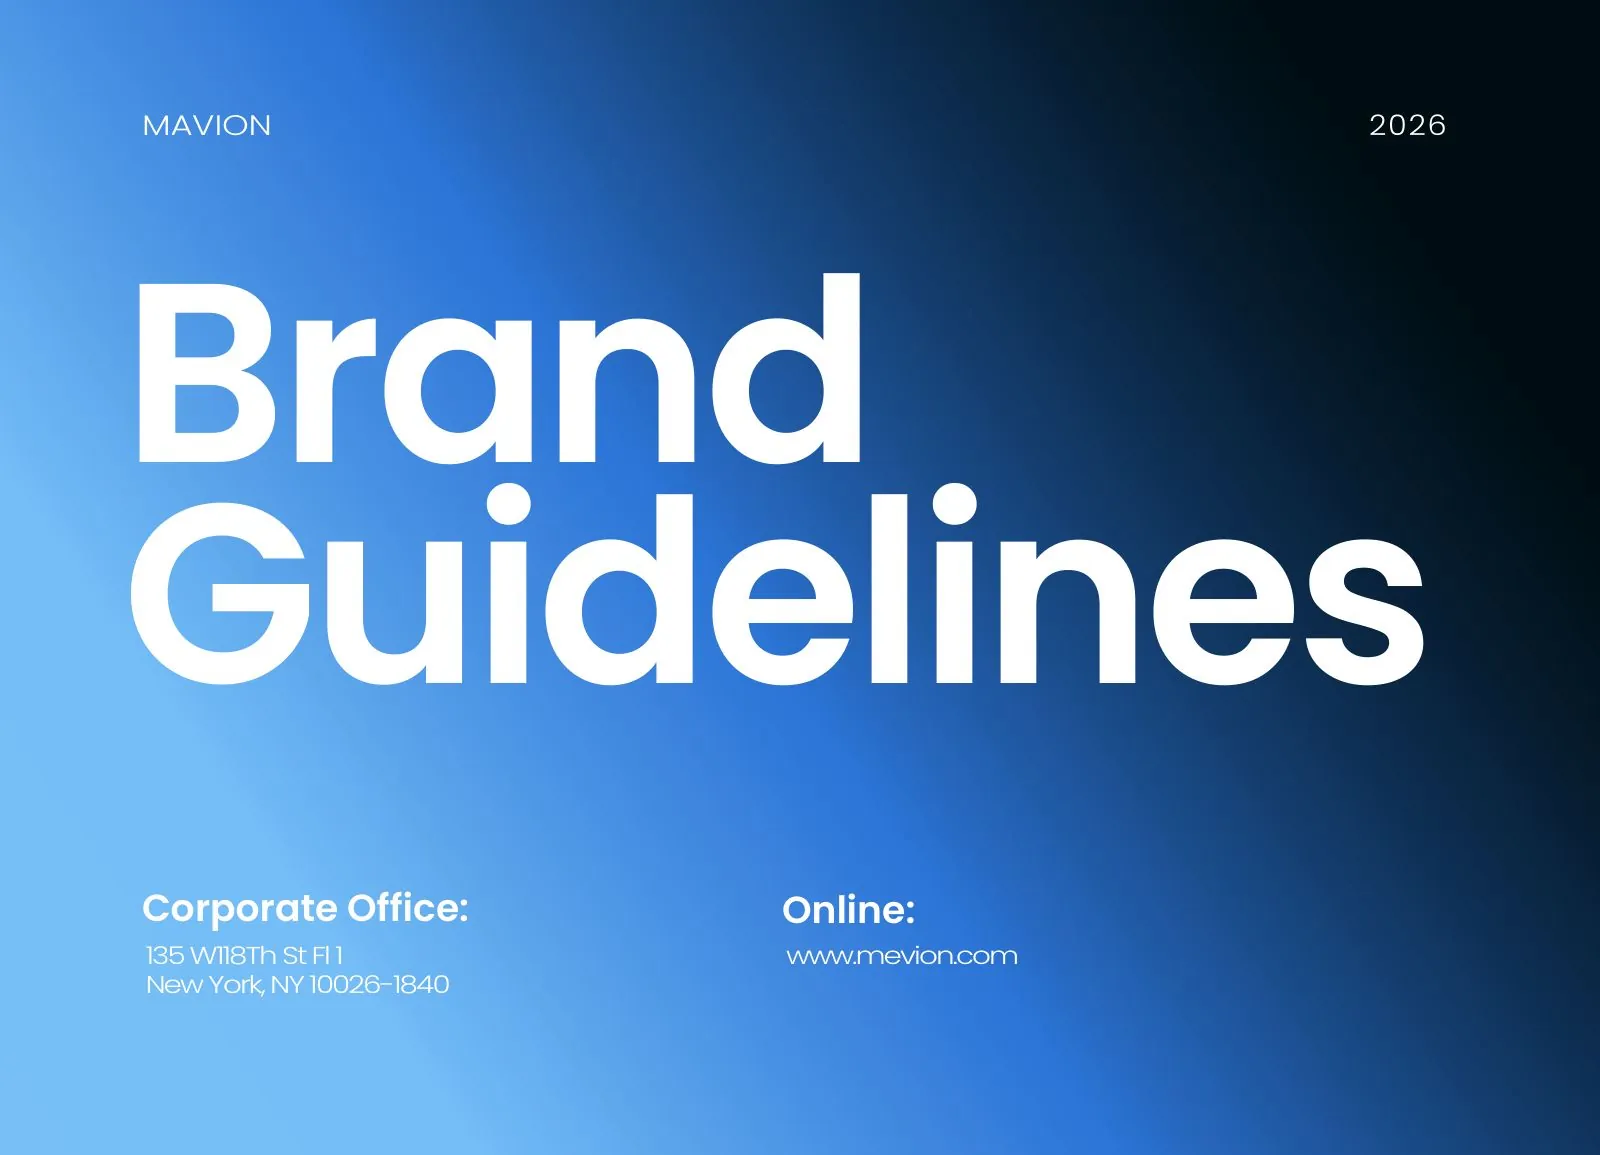 MAVION
2026
Brand
Guidelines
Corporate Office:
135 W118Th St Fl 1
New York, NY 10026-1840
Online:
www.mevion.com